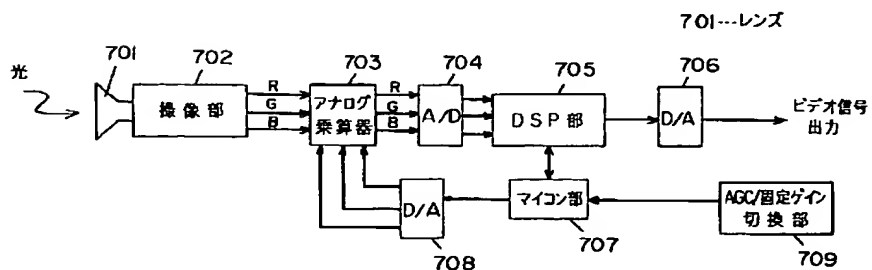 701---レンズ
光
701
702
703
704
705
706
撮像部
R
G
B
アナログ
乗算器
R
G
B
A/D
DSP部
D/A
ビデオ信号
出力
D/A
708
マイコン部
707
AGC/固定ゲイン
切換部
709